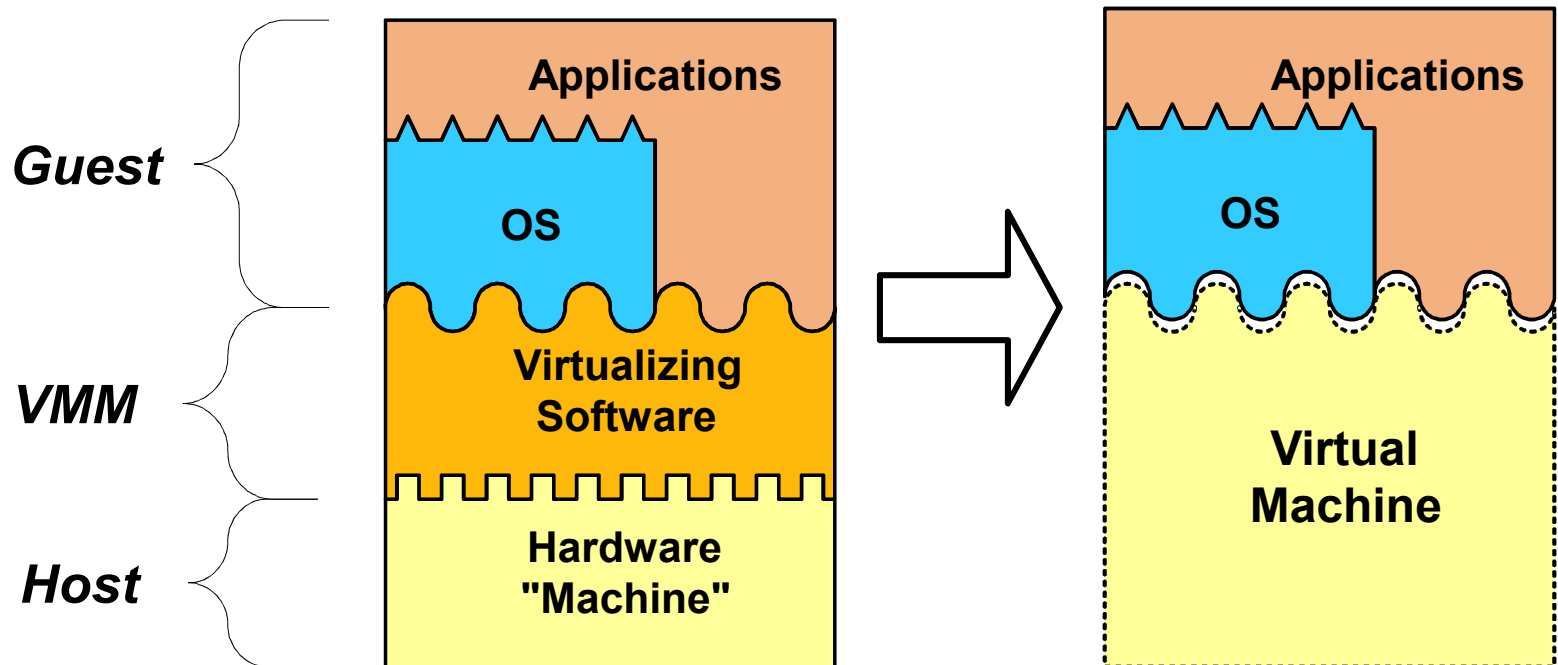 Guest
VMM
Host
Applications
OS
Virtualizing
Software
Hardware
"Machine"
Applications
OS
Virtual
Machine